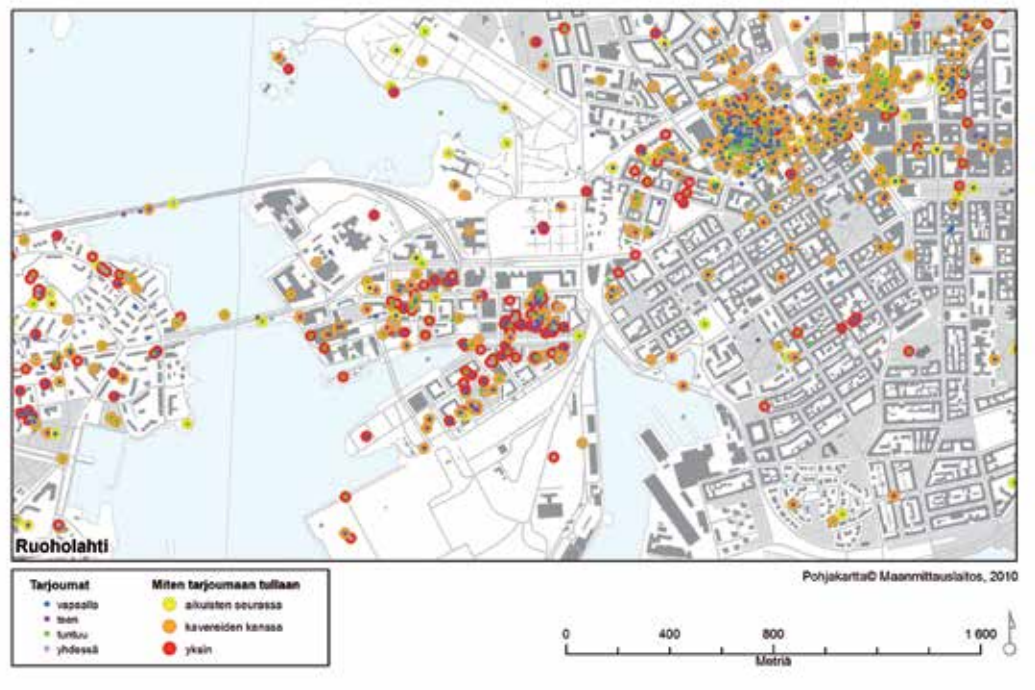 Ruoholahti
Pohjakartta© Maanmittauslaitos, 2010
Tarjoumat
vapaalla
teen
tuntuu
yhdessä
Miten tarjoumaan tullaan
aikuisten seurassa
kavereiden kanssa
yksin
0 400 800 1 600
Metriä